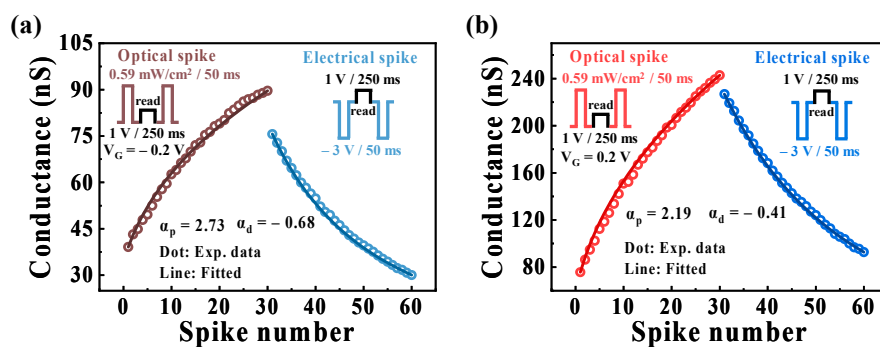 (a)
105
90
75
60
45
30
Conductance (nS)
Optical spike
0.59 mW/cm² / 50 ms
read
1 V / 250 ms
V_G = – 0.2 V
Electrical spike
1 V / 250 ms
read
– 3 V / 50 ms
α_p = 2.73 α_d = – 0.68
Dot: Exp. data
Line: Fitted
0 10 20 30 40 50 60
Spike number
(b)
240
200
160
120
80
Conductance (nS)
Optical spike
0.59 mW/cm² / 50 ms
read
1 V / 250 ms
V_G = 0.2 V
Electrical spike
1 V / 250 ms
read
– 3 V / 50 ms
α_p = 2.19 α_d = – 0.41
Dot: Exp. data
Line: Fitted
0 10 20 30 40 50 60
Spike number